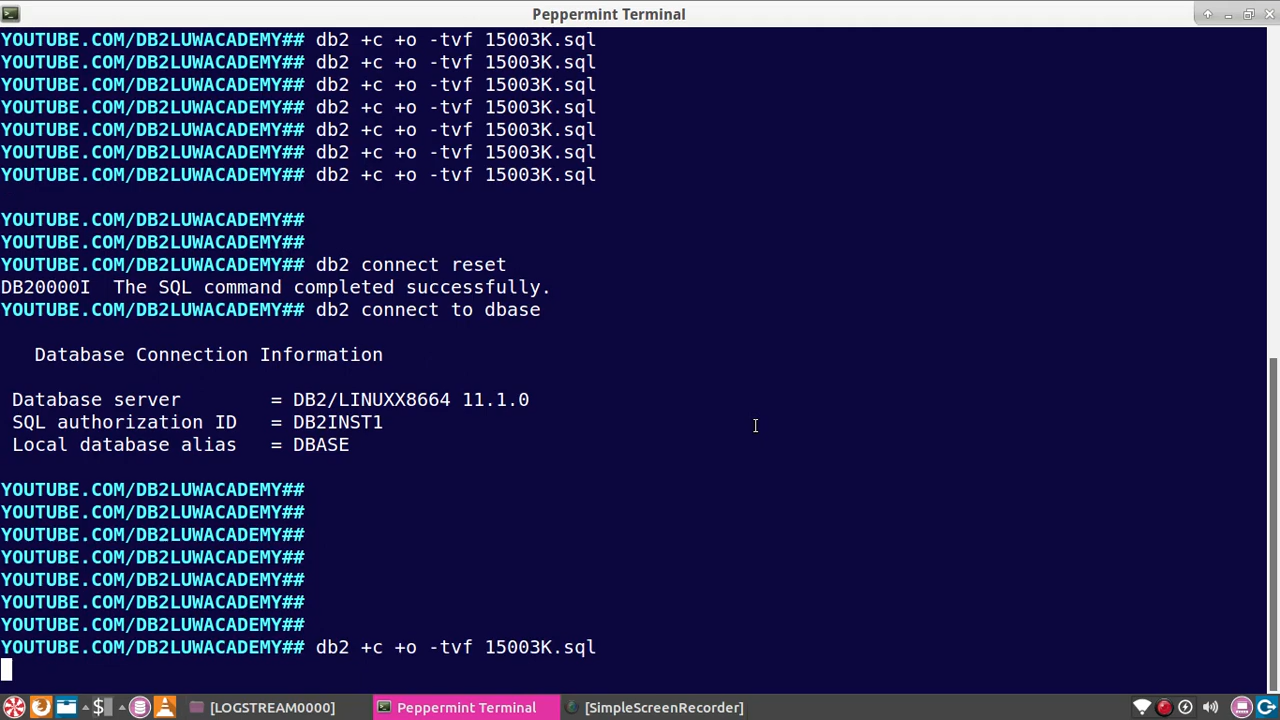 Peppermint Terminal
YOUTUBE.COM/DB2LUWACADEMY## db2 +c +o -tvf 15003K.sql
YOUTUBE.COM/DB2LUWACADEMY## db2 +c +o -tvf 15003K.sql
YOUTUBE.COM/DB2LUWACADEMY## db2 +c +o -tvf 15003K.sql
YOUTUBE.COM/DB2LUWACADEMY## db2 +c +o -tvf 15003K.sql
YOUTUBE.COM/DB2LUWACADEMY## db2 +c +o -tvf 15003K.sql
YOUTUBE.COM/DB2LUWACADEMY## db2 +c +o -tvf 15003K.sql
YOUTUBE.COM/DB2LUWACADEMY## db2 +c +o -tvf 15003K.sql
YOUTUBE.COM/DB2LUWACADEMY##
YOUTUBE.COM/DB2LUWACADEMY##
YOUTUBE.COM/DB2LUWACADEMY## db2 connect reset
DB20000I  The SQL command completed successfully.
YOUTUBE.COM/DB2LUWACADEMY## db2 connect to dbase
Database Connection Information
Database server        = DB2/LINUXX8664 11.1.0
SQL authorization ID   = DB2INST1
Local database alias   = DBASE
YOUTUBE.COM/DB2LUWACADEMY##
YOUTUBE.COM/DB2LUWACADEMY##
YOUTUBE.COM/DB2LUWACADEMY##
YOUTUBE.COM/DB2LUWACADEMY##
YOUTUBE.COM/DB2LUWACADEMY##
YOUTUBE.COM/DB2LUWACADEMY##
YOUTUBE.COM/DB2LUWACADEMY##
YOUTUBE.COM/DB2LUWACADEMY## db2 +c +o -tvf 15003K.sql
[LOGSTREAM0000] Peppermint Terminal [SimpleScreenRecorder]